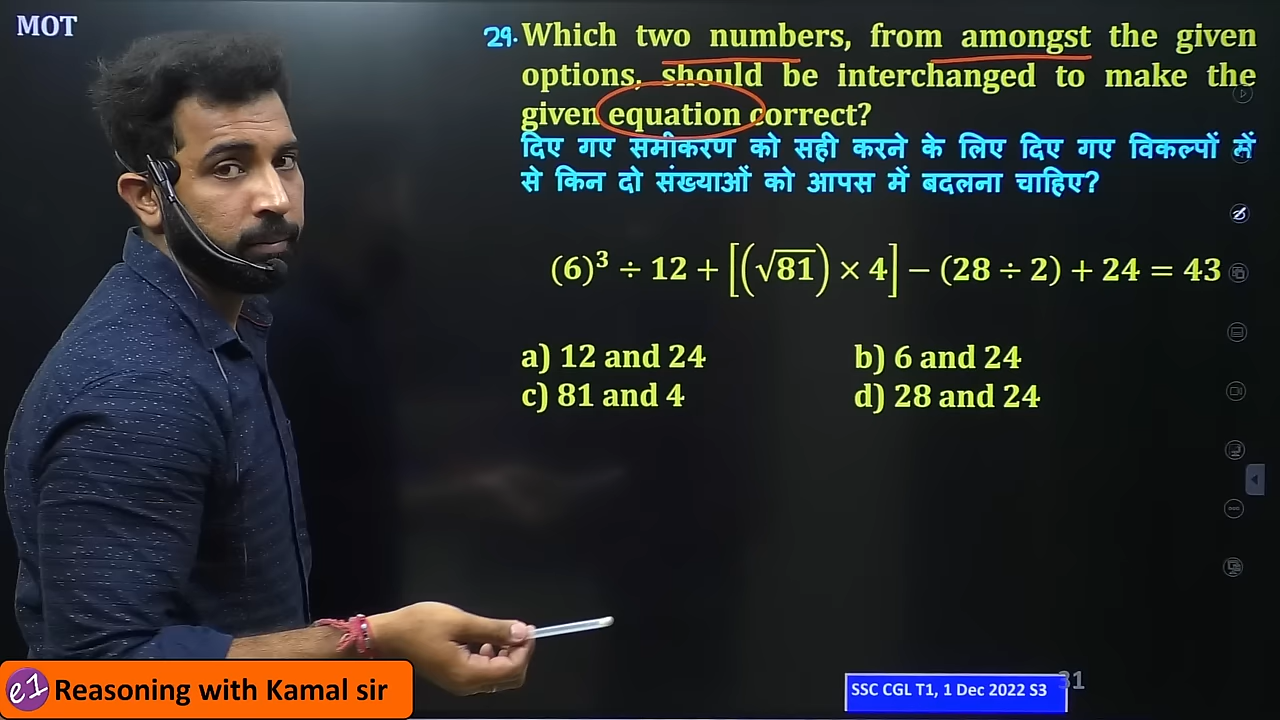 MOT
29. Which two numbers, from amongst the given
options, should be interchanged to make the
given equation correct?
दिए गए समीकरण को सही करने के लिए दिए गए विकल्पों में
से किन दो संख्याओं को आपस में बदलना चाहिए?
(6)³ ÷ 12 + [(√81) × 4] − (28 ÷ 2) + 24 = 43
a) 12 and 24
b) 6 and 24
c) 81 and 4
d) 28 and 24
e1 Reasoning with Kamal sir
SSC CGL T1, 1 Dec 2022 S3
31